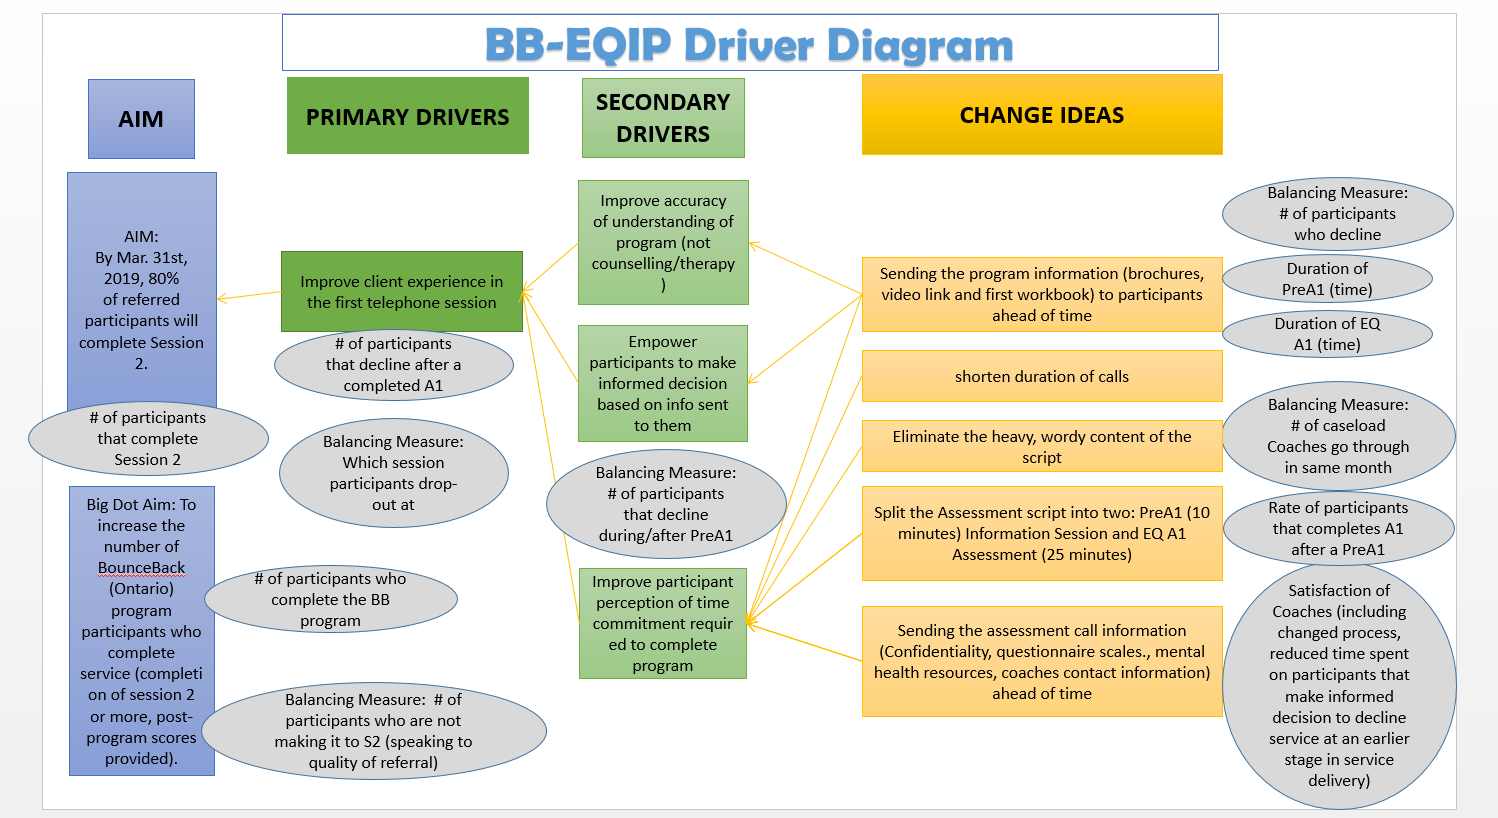 BB-EQIP Driver Diagram
AIM
PRIMARY DRIVERS
SECONDARY
DRIVERS
CHANGE IDEAS
AIM:
By Mar. 31st,
2019, 80%
of referred
participants will
complete Session
2.
# of participants
that complete
Session 2
Big Dot Aim: To
increase the
number of
BounceBack
(Ontario)
program
participants who
complete
service (completi
on of session 2
or more, post-
program scores
provided).
Improve client experience in
the first telephone session
# of participants
that decline after a
completed A1
Balancing Measure:
Which session
participants drop-
out at
# of participants who
complete the BB
program
Balancing Measure:  # of
participants who are not
making it to S2 (speaking to
quality of referral)
Improve accuracy
of understanding of
program (not
counselling/therapy
)
Empower
participants to make
informed decision
based on info sent
to them
Balancing Measure:
# of participants
that decline
during/after PreA1
Improve participant
perception of time
commitment requir
ed to complete
program
Sending the program information (brochures,
video link and first workbook) to participants
ahead of time
shorten duration of calls
Eliminate the heavy, wordy content of the
script
Split the Assessment script into two: PreA1 (10
minutes) Information Session and EQ A1
Assessment (25 minutes)
Sending the assessment call information
(Confidentiality, questionnaire scales., mental
health resources, coaches contact information)
ahead of time
Balancing Measure:
# of participants
who decline
Duration of
PreA1 (time)
Duration of EQ
A1 (time)
Balancing Measure:
# of caseload
Coaches go through
in same month
Rate of participants
that completes A1
after a PreA1
Satisfaction of
Coaches (including
changed process,
reduced time spent
on participants that
make informed
decision to decline
service at an earlier
stage in service
delivery)